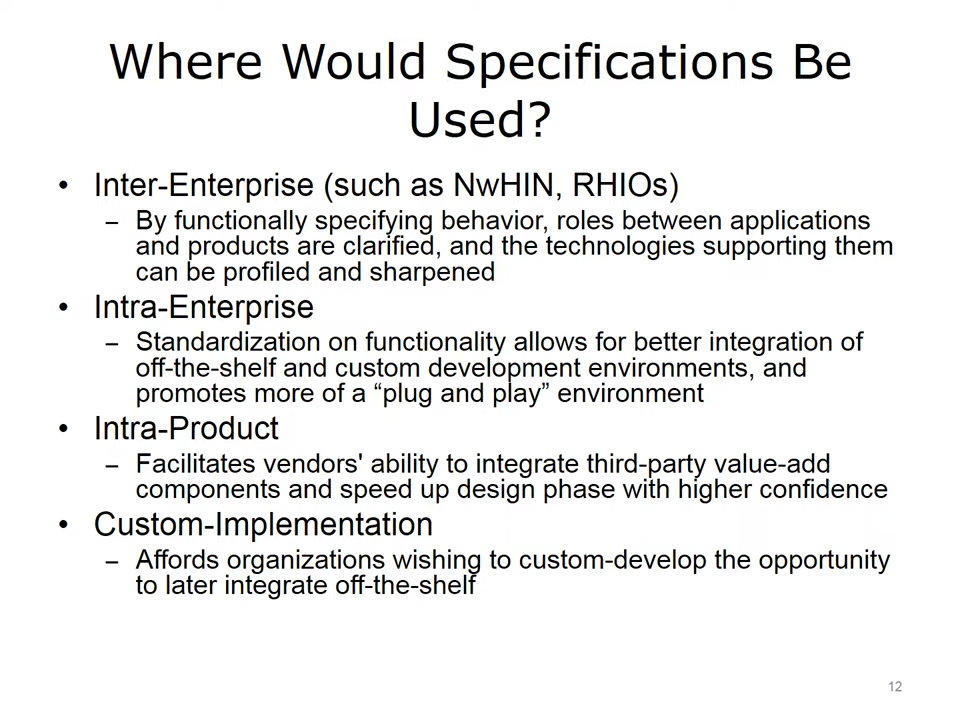 Where Would Specifications Be
Used?
• Inter-Enterprise (such as NwHIN, RHIOs)
– By functionally specifying behavior, roles between applications
and products are clarified, and the technologies supporting them
can be profiled and sharpened
• Intra-Enterprise
– Standardization on functionality allows for better integration of
off-the-shelf and custom development environments, and
promotes more of a “plug and play” environment
• Intra-Product
– Facilitates vendors' ability to integrate third-party value-add
components and speed up design phase with higher confidence
• Custom-Implementation
– Affords organizations wishing to custom-develop the opportunity
to later integrate off-the-shelf
12